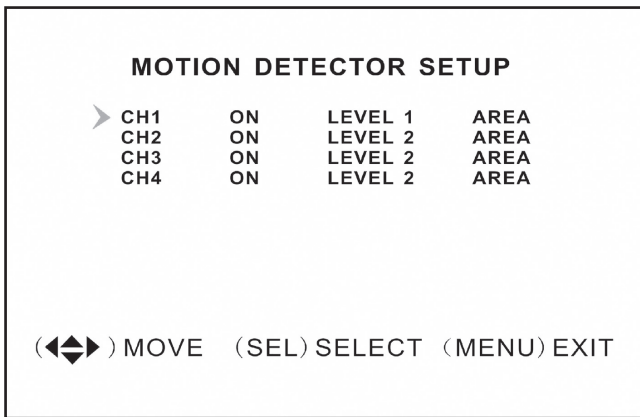 MOTION DETECTOR SETUP
CH1 ON LEVEL 1 AREA
CH2 ON LEVEL 2 AREA
CH3 ON LEVEL 2 AREA
CH4 ON LEVEL 2 AREA
(◀▲▼▶) MOVE (SEL) SELECT (MENU) EXIT